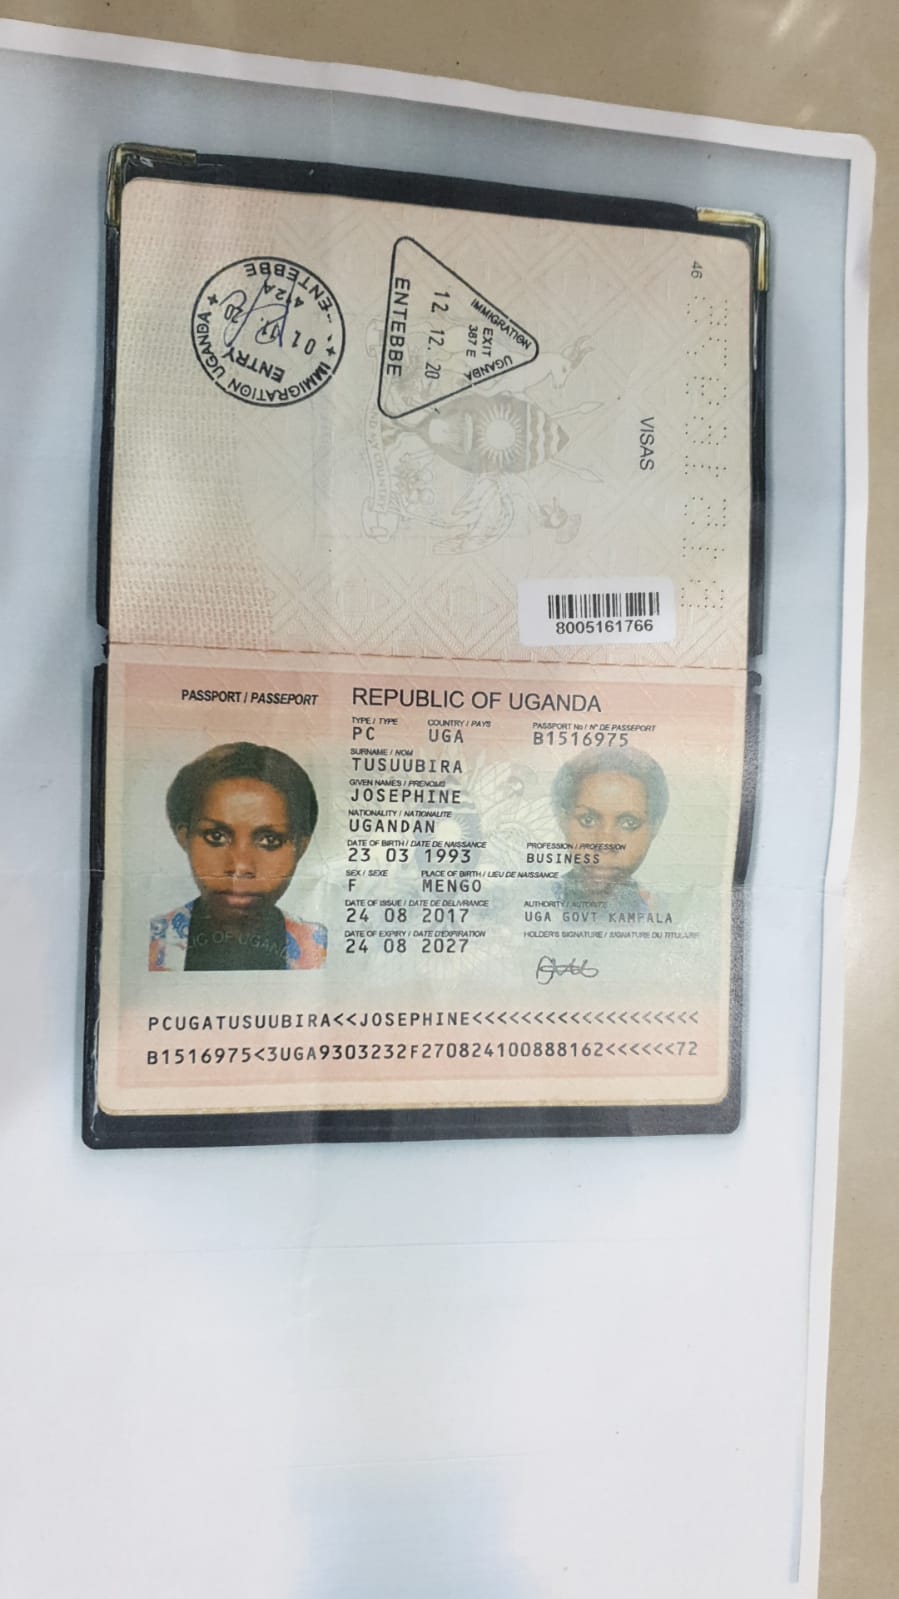 46
VISAS
IMMIGRATION
UGANDA
EXIT
387 E
12. 12. 20
ENTEBBE
IMMIGRATION UGANDA
ENTRY
ENTEBBE
8005161766
PASSPORT / PASSEPORT
REPUBLIC OF UGANDA
TYPE / TYPE COUNTRY / PAYS PASSPORT No / N° DE PASSEPORT
PC UGA B1516975
SURNAME / NOM
TUSUUBIRA
GIVEN NAMES / PRENOMS
JOSEPHINE
NATIONALITY / NATIONALITE
UGANDAN
DATE OF BIRTH / DATE DE NAISSANCE PROFESSION / PROFESSION
23 03 1993 BUSINESS
SEX / SEXE PLACE OF BIRTH / LIEU DE NAISSANCE
F MENGO
DATE OF ISSUE / DATE DE DELIVRANCE AUTHORITY / AUTORITE
24 08 2017 UGA GOVT KAMPALA
DATE OF EXPIRY / DATE D'EXPIRATION HOLDER'S SIGNATURE / SIGNATURE DU TITULAIRE
24 08 2027
PCUGATUSUUBIRA<<JOSEPHINE<<<<<<<<<<<<<<<<<<<
B1516975<3UGA9303232F270824100888162<<<<<<72